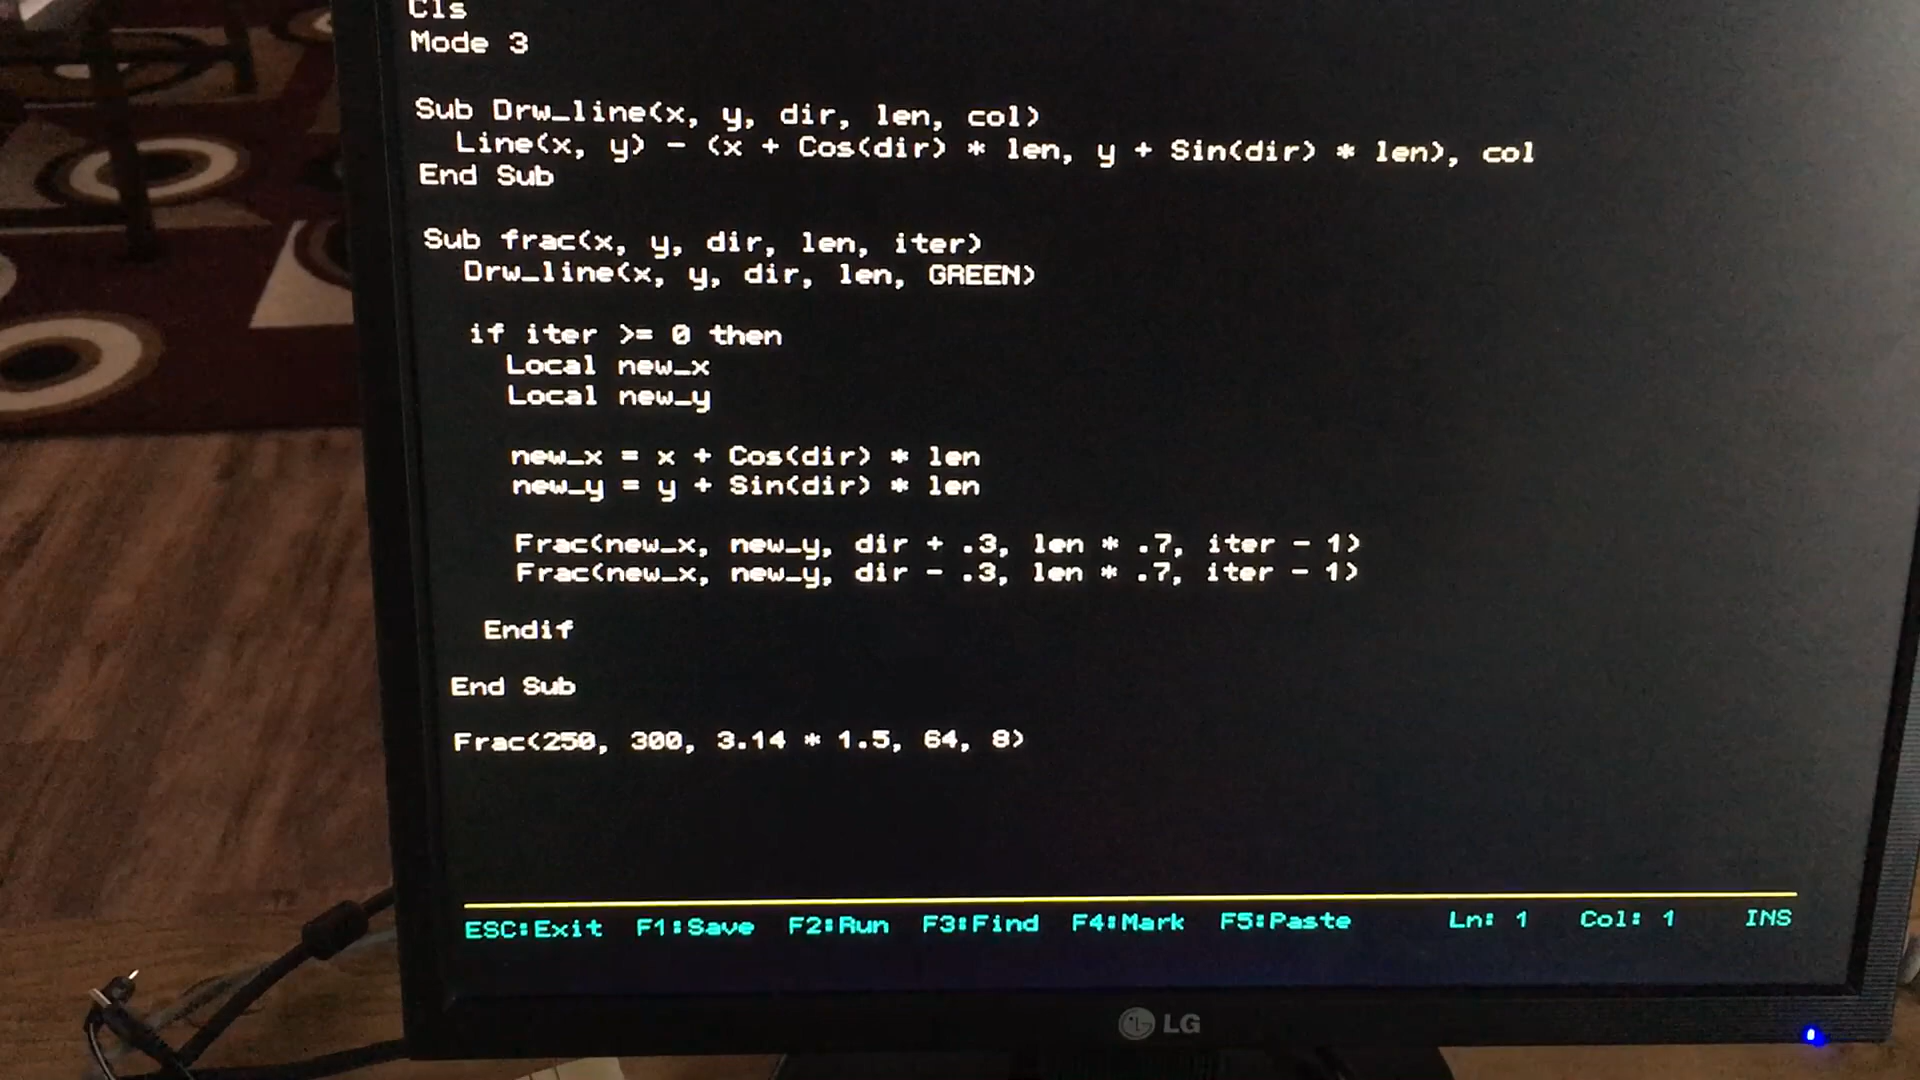 Cls
Mode 3
Sub Drw_line(x, y, dir, len, col)
Line(x, y) - (x + Cos(dir) * len, y + Sin(dir) * len), col
End Sub
Sub frac(x, y, dir, len, iter)
Drw_line(x, y, dir, len, GREEN)
if iter >= 0 then
Local new_x
Local new_y
new_x = x + Cos(dir) * len
new_y = y + Sin(dir) * len
Frac(new_x, new_y, dir + .3, len * .7, iter - 1)
Frac(new_x, new_y, dir - .3, len * .7, iter - 1)
Endif
End Sub
Frac(250, 300, 3.14 * 1.5, 64, 8)
ESC:Exit F1:Save F2:Run F3:Find F4:Mark F5:Paste Ln: 1 Col: 1 INS
LG